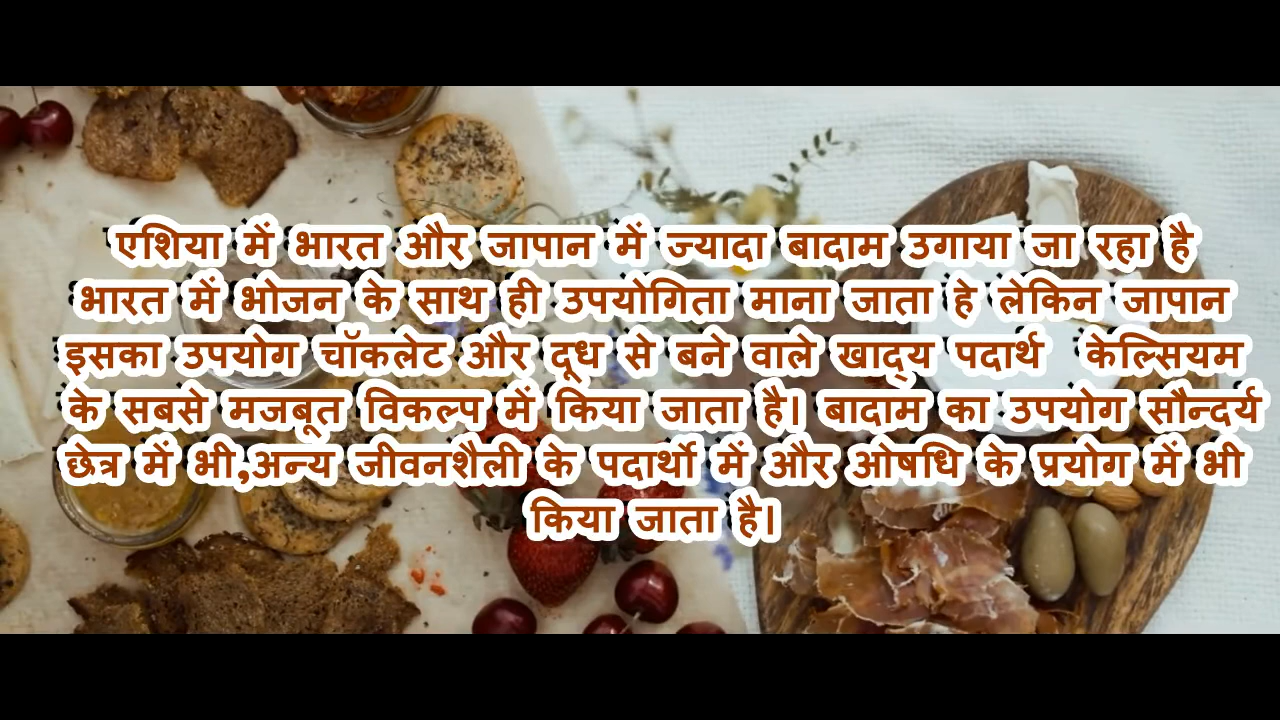 एशिया में भारत और जापान में ज्यादा बादाम उगाया जा रहा है
भारत में भोजन के साथ ही उपयोगिता माना जाता हे लेकिन जापान
इसका उपयोग चॉकलेट और दूध से बने वाले खाद्य पदार्थ केल्सियम
के सबसे मजबूत विकल्प में किया जाता है। बादाम का उपयोग सौन्दर्य
छेत्र में भी,अन्य जीवनशैली के पदार्थो में और ओषधि के प्रयोग में भी
किया जाता है।